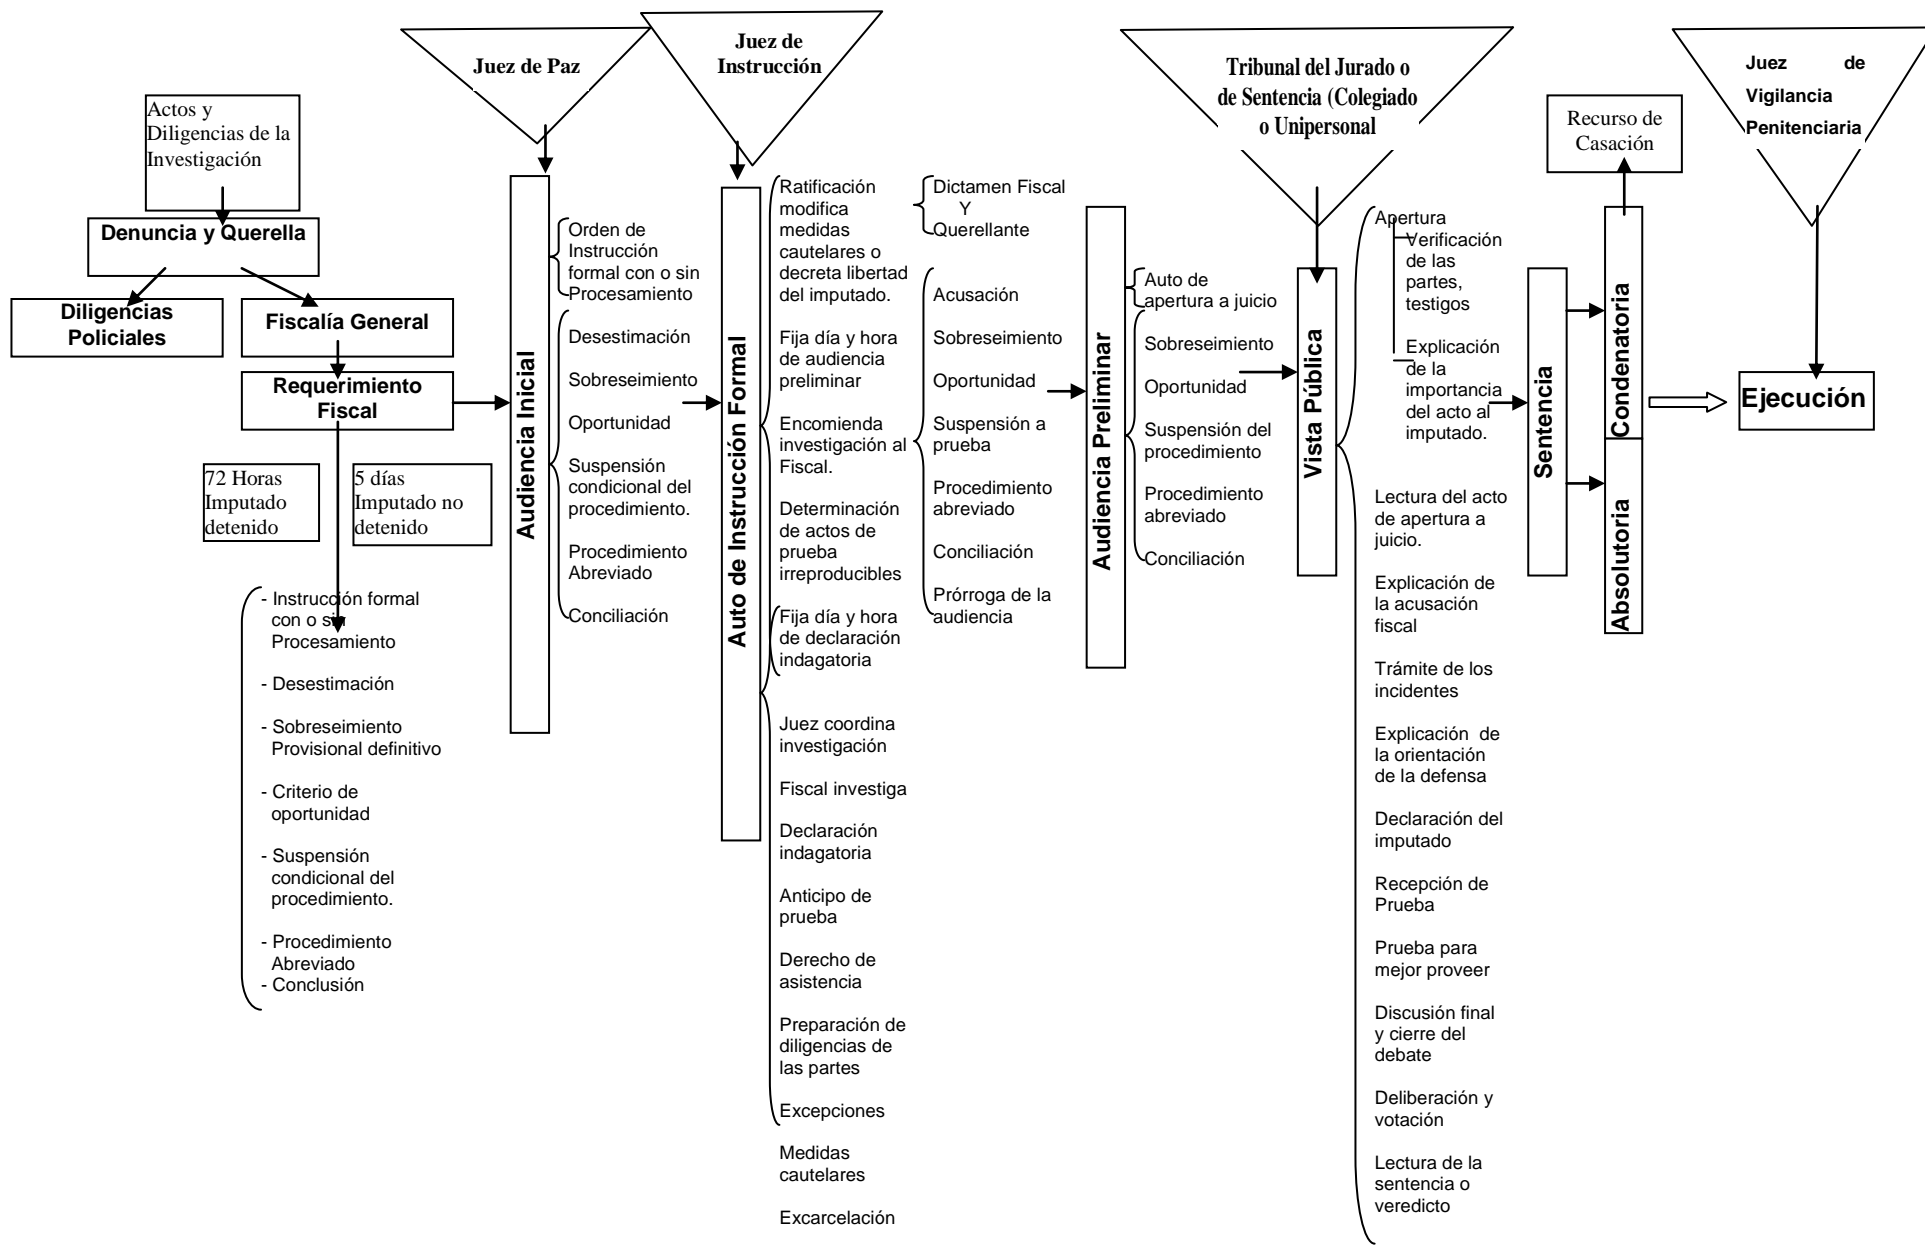 Juez de Paz
Juez de
Instrucción
Tribunal del Jurado o
de Sentencia (Colegiado
o Unipersonal
Juez de
Vigilancia
Penitenciaria
Actos y
Diligencias de la
Investigación
Denuncia y Querella
Diligencias
Policiales
Fiscalía General
Requerimiento
Fiscal
72 Horas
Imputado
detenido
5 días
Imputado no
detenido
- Instrucción formal
con o sin
Procesamiento
- Desestimación
- Sobreseimiento
Provisional definitivo
- Criterio de
oportunidad
- Suspensión
condicional del
procedimiento.
- Procedimiento
Abreviado
- Conclusión
Audiencia Inicial
Orden de
Instrucción
formal con o sin
Procesamiento
Desestimación
Sobreseimiento
Oportunidad
Suspensión
condicional del
procedimiento.
Procedimiento
Abreviado
Conciliación
Auto de Instrucción Formal
Ratificación
modifica
medidas
cautelares o
decreta libertad
del imputado.
Fija día y hora
de audiencia
preliminar
Encomienda
investigación al
Fiscal.
Determinación
de actos de
prueba
irreproducibles
Fija día y hora
de declaración
indagatoria
Juez coordina
investigación
Fiscal investiga
Declaración
indagatoria
Anticipo de
prueba
Derecho de
asistencia
Preparación de
diligencias de
las partes
Excepciones
Medidas
cautelares
Excarcelación
Dictamen Fiscal
Y
Querellante
Acusación
Sobreseimiento
Oportunidad
Suspensión a
prueba
Procedimiento
abreviado
Conciliación
Prórroga de la
audiencia
Audiencia Preliminar
Auto de
apertura a juicio
Sobreseimiento
Oportunidad
Suspensión del
procedimiento
Procedimiento
abreviado
Conciliación
Vista Pública
Apertura
Verificación
de las
partes,
testigos
Explicación
de la
importancia
del acto al
imputado.
Lectura del acto
de apertura a
juicio.
Explicación de
la acusación
fiscal
Trámite de los
incidentes
Explicación de
la orientación
de la defensa
Declaración del
imputado
Recepción de
Prueba
Prueba para
mejor proveer
Discusión final
y cierre del
debate
Deliberación y
votación
Lectura de la
sentencia o
veredicto
Sentencia
Recurso de
Casación
Condenatoria
Absolutoria
Ejecución